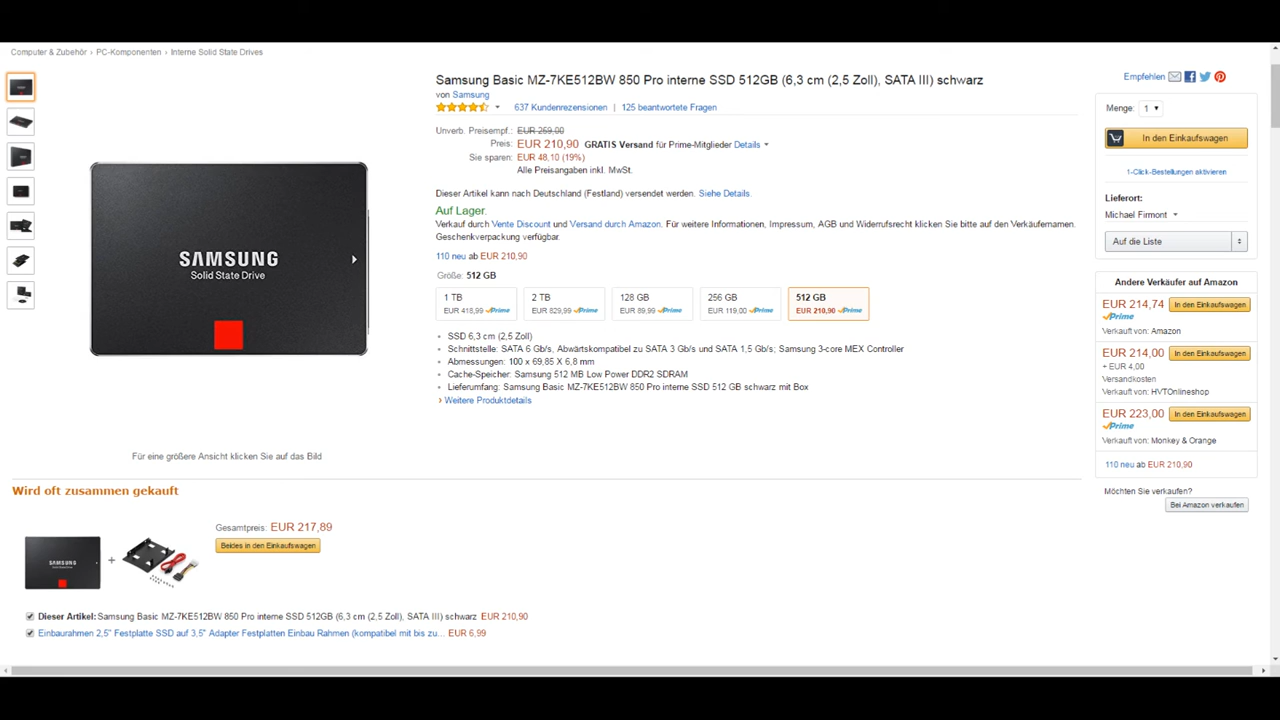 Computer & Zubehör › PC-Komponenten › Interne Solid State Drives
SAMSUNG
Solid State Drive
Für eine größere Ansicht klicken Sie auf das Bild
Samsung Basic MZ-7KE512BW 850 Pro interne SSD 512GB (6,3 cm (2,5 Zoll), SATA III) schwarz
von Samsung
637 Kundenrezensionen | 125 beantwortete Fragen
Unverb. Preisempf.: EUR 259,00
Preis: EUR 210,90 GRATIS Versand für Prime-Mitglieder Details
Sie sparen: EUR 48,10 (19%)
Alle Preisangaben inkl. MwSt.
Dieser Artikel kann nach Deutschland (Festland) versendet werden. Siehe Details.
Auf Lager.
Verkauf durch Vente Discount und Versand durch Amazon. Für weitere Informationen, Impressum, AGB und Widerrufsrecht klicken Sie bitte auf den Verkäufernamen.
Geschenkverpackung verfügbar.
110 neu ab EUR 210,90
Größe: 512 GB
1 TB
EUR 418,99 Prime
2 TB
EUR 829,99 Prime
128 GB
EUR 89,99 Prime
256 GB
EUR 119,00 Prime
512 GB
EUR 210,90 Prime
SSD 6,3 cm (2,5 Zoll)
Schnittstelle: SATA 6 Gb/s, Abwärtskompatibel zu SATA 3 Gb/s und SATA 1,5 Gb/s; Samsung 3-core MEX Controller
Abmessungen: 100 x 69,85 X 6,8 mm
Cache-Speicher: Samsung 512 MB Low Power DDR2 SDRAM
Lieferumfang: Samsung Basic MZ-7KE512BW 850 Pro interne SSD 512 GB schwarz mit Box
› Weitere Produktdetails
Empfehlen
Menge: 1
In den Einkaufswagen
1-Click-Bestellungen aktivieren
Lieferort:
Michael Firmont
Auf die Liste
Andere Verkäufer auf Amazon
EUR 214,74 In den Einkaufswagen
Prime
Verkauft von: Amazon
EUR 214,00 In den Einkaufswagen
+ EUR 4,00
Versandkosten
Verkauft von: HVTOnlineshop
EUR 223,00 In den Einkaufswagen
Prime
Verkauft von: Monkey & Orange
110 neu ab EUR 210,90
Möchten Sie verkaufen?
Bei Amazon verkaufen
Wird oft zusammen gekauft
SAMSUNG
+
Gesamtpreis: EUR 217,89
Beides in den Einkaufswagen
Dieser Artikel: Samsung Basic MZ-7KE512BW 850 Pro interne SSD 512GB (6,3 cm (2,5 Zoll), SATA III) schwarz EUR 210,90
Einbaurahmen 2,5" Festplatte SSD auf 3,5" Adapter Festplatten Einbau Rahmen (kompatibel mit bis zu... EUR 6,99